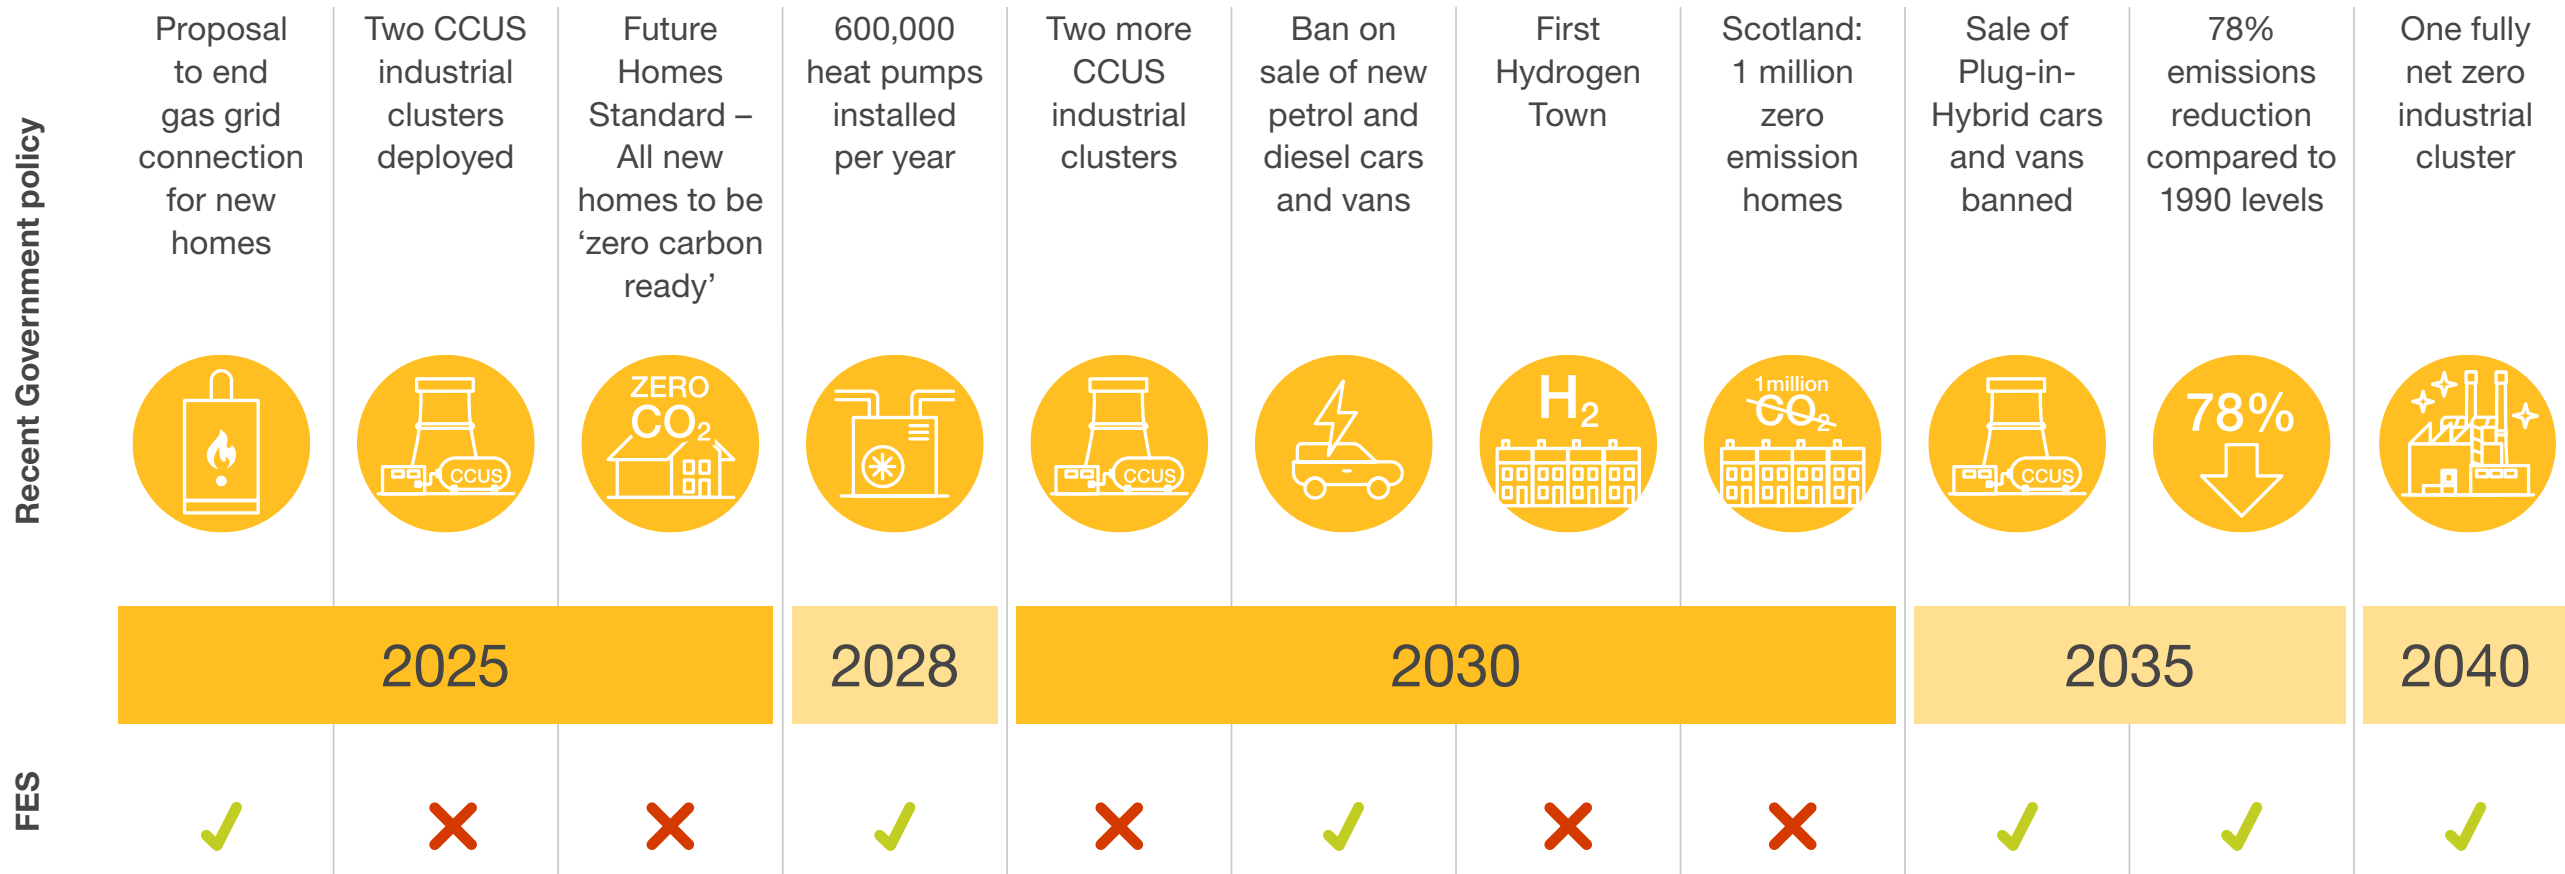 Recent Government policy
Proposal
to end
gas grid
connection
for new
homes
Two CCUS
industrial
clusters
deployed
Future
Homes
Standard –
All new
homes to be
‘zero carbon
ready’
600,000
heat pumps
installed
per year
Two more
CCUS
industrial
clusters
Ban on
sale of new
petrol and
diesel cars
and vans
First
Hydrogen
Town
Scotland:
1 million
zero
emission
homes
Sale of
Plug-in-
Hybrid cars
and vans
banned
78%
emissions
reduction
compared to
1990 levels
One fully
net zero
industrial
cluster
CCUS
ZERO
CO₂
CCUS
H₂
1million
CO₂
CCUS
78%
2025
2028
2030
2035
2040
FES